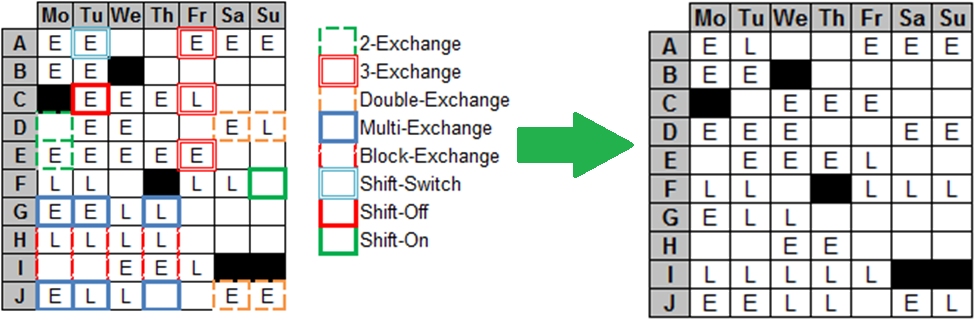 Mo Tu We Th Fr Sa Su
A E E E E E
B E E
C E E E L
D E E E L
E E E E E E
F L L L L
G E E L L
H L L L L
I E E L
J E L L E E
2-Exchange
3-Exchange
Double-Exchange
Multi-Exchange
Block-Exchange
Shift-Switch
Shift-Off
Shift-On
Mo Tu We Th Fr Sa Su
A E L E E E
B E E
C E E E
D E E E E E
E E E E L
F L L L L L
G E L L
H E E
I L L L L L
J E E L L E L